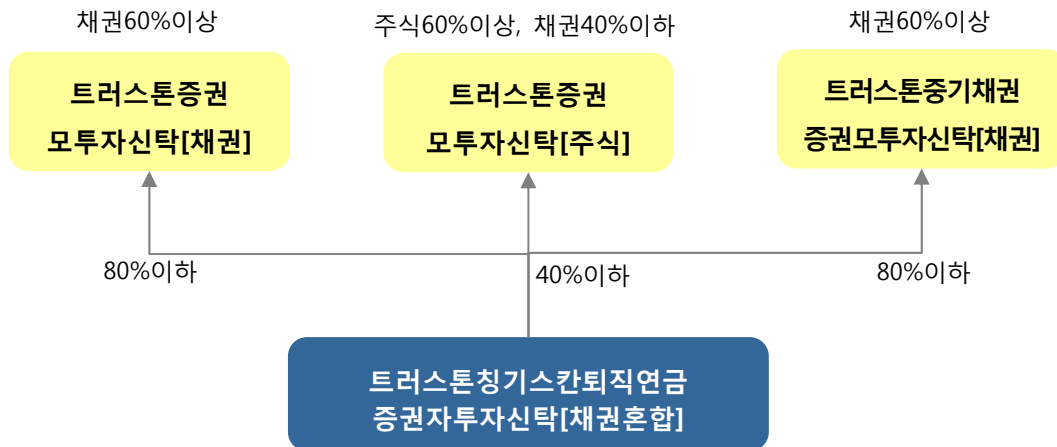 채권60%이상
주식60%이상, 채권40%이하
채권60%이상
트러스톤증권
모투자신탁[채권]
트러스톤증권
모투자신탁[주식]
트러스톤중기채권
증권모투자신탁[채권]
80%이하
40%이하
80%이하
트러스톤칭기스칸퇴직연금
증권자투자신탁[채권혼합]